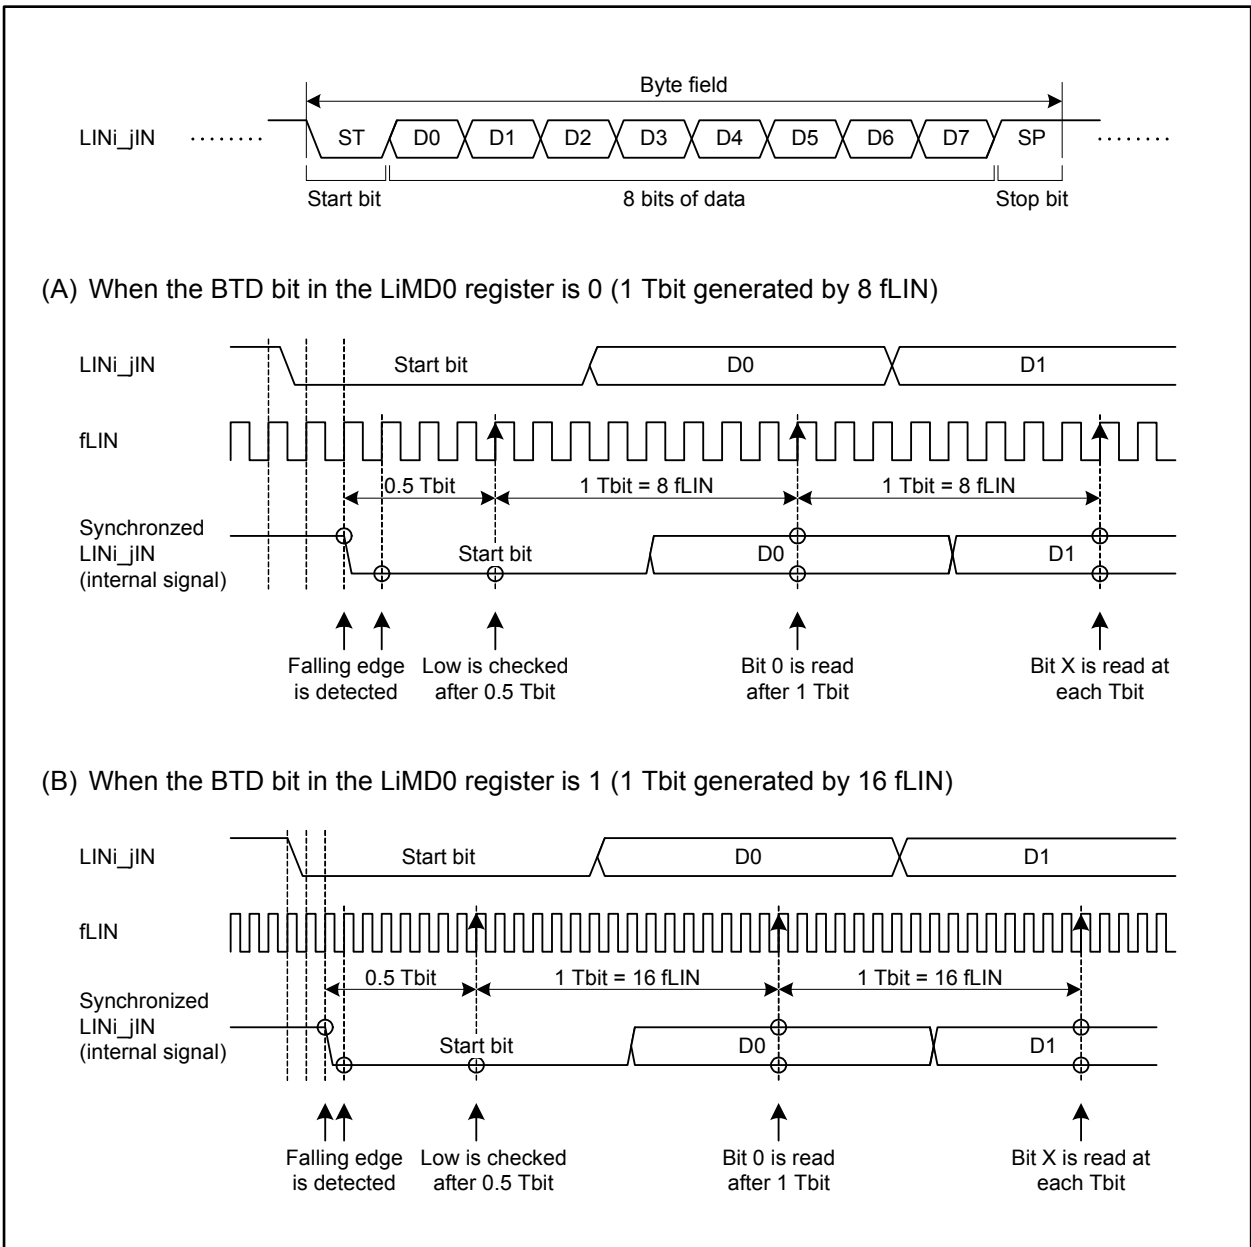 Byte field
LINi_jIN ········ ST D0 D1 D2 D3 D4 D5 D6 D7 SP ········
Start bit 8 bits of data Stop bit
(A) When the BTD bit in the LiMD0 register is 0 (1 Tbit generated by 8 fLIN)
LINi_jIN Start bit D0 D1
fLIN
0.5 Tbit 1 Tbit = 8 fLIN 1 Tbit = 8 fLIN
Synchronzed
LINi_jIN Start bit D0 D1
(internal signal)
Falling edge Low is checked Bit 0 is read Bit X is read at
is detected after 0.5 Tbit after 1 Tbit each Tbit
(B) When the BTD bit in the LiMD0 register is 1 (1 Tbit generated by 16 fLIN)
LINi_jIN Start bit D0 D1
fLIN
0.5 Tbit 1 Tbit = 16 fLIN 1 Tbit = 16 fLIN
Synchronized
LINi_jIN Start bit D0 D1
(internal signal)
Falling edge Low is checked Bit 0 is read Bit X is read at
is detected after 0.5 Tbit after 1 Tbit each Tbit